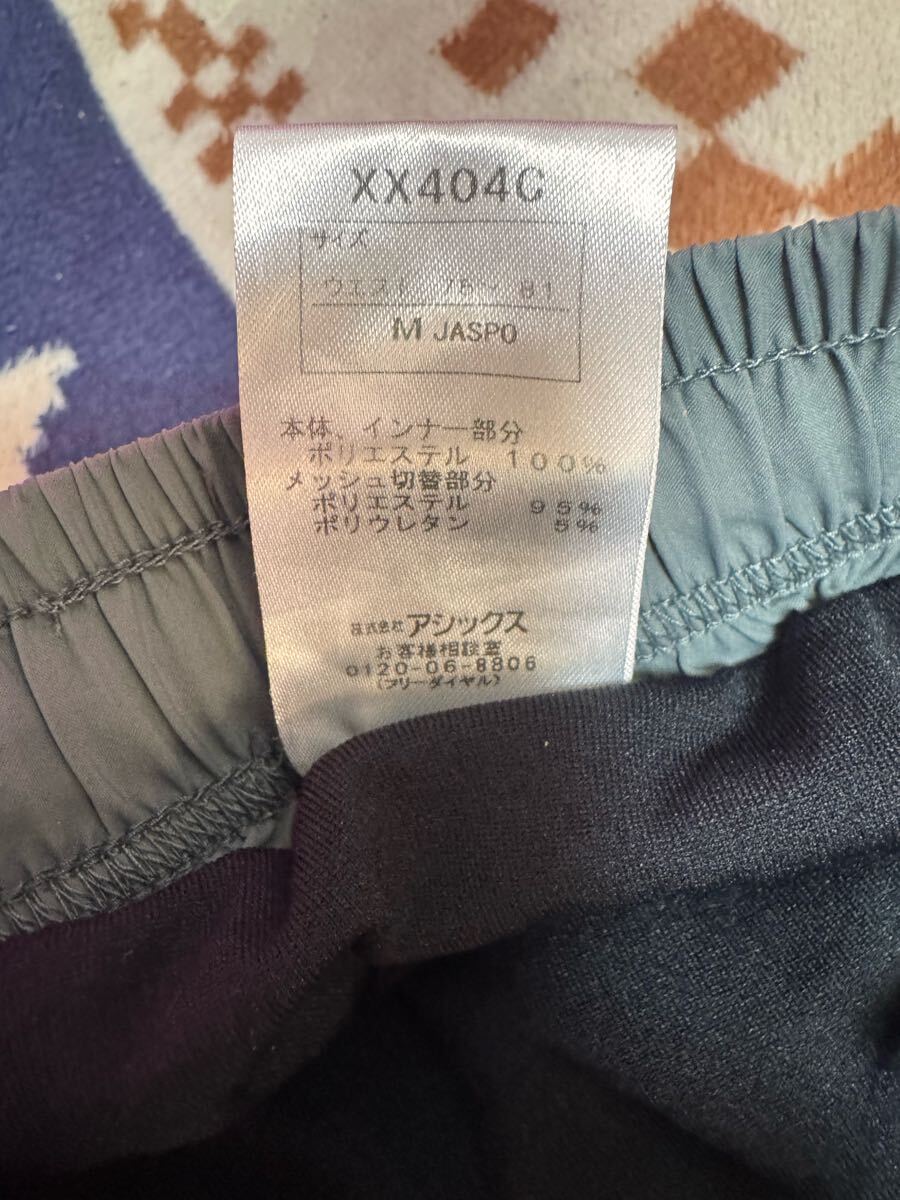 XX404C
サイズ
ウエスト 76～81
M JASPO
本体、インナー部分
ポリエステル 100%
メッシュ切替部分
ポリエステル 95%
ポリウレタン 5%
株式会社アシックス
お客様相談室
0120-06-8806
(フリーダイヤル)